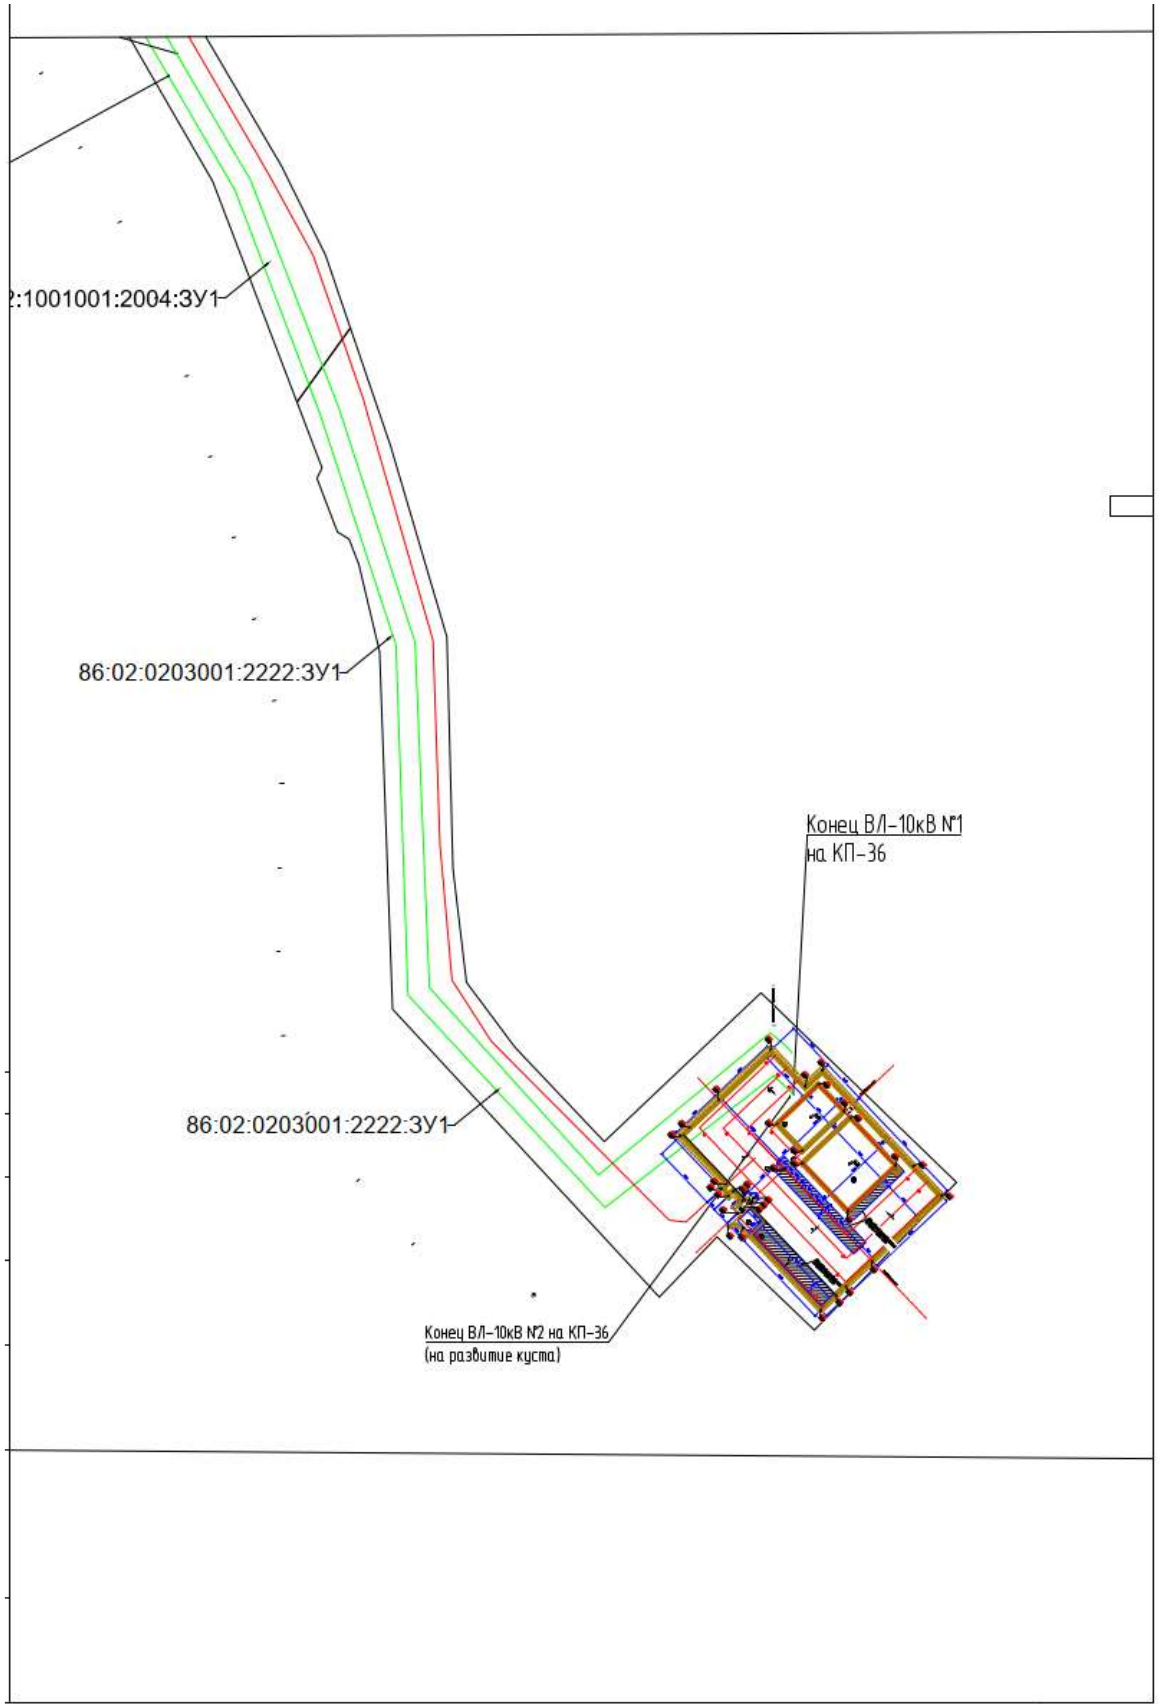 2:1001001:2004:ЗУ1
86:02:0203001:2222:ЗУ1
Конец ВЛ-10кВ №1
на КП-36
86:02:0203001:2222:ЗУ1
Конец ВЛ-10кВ №2 на КП-36
(на развитие куста)